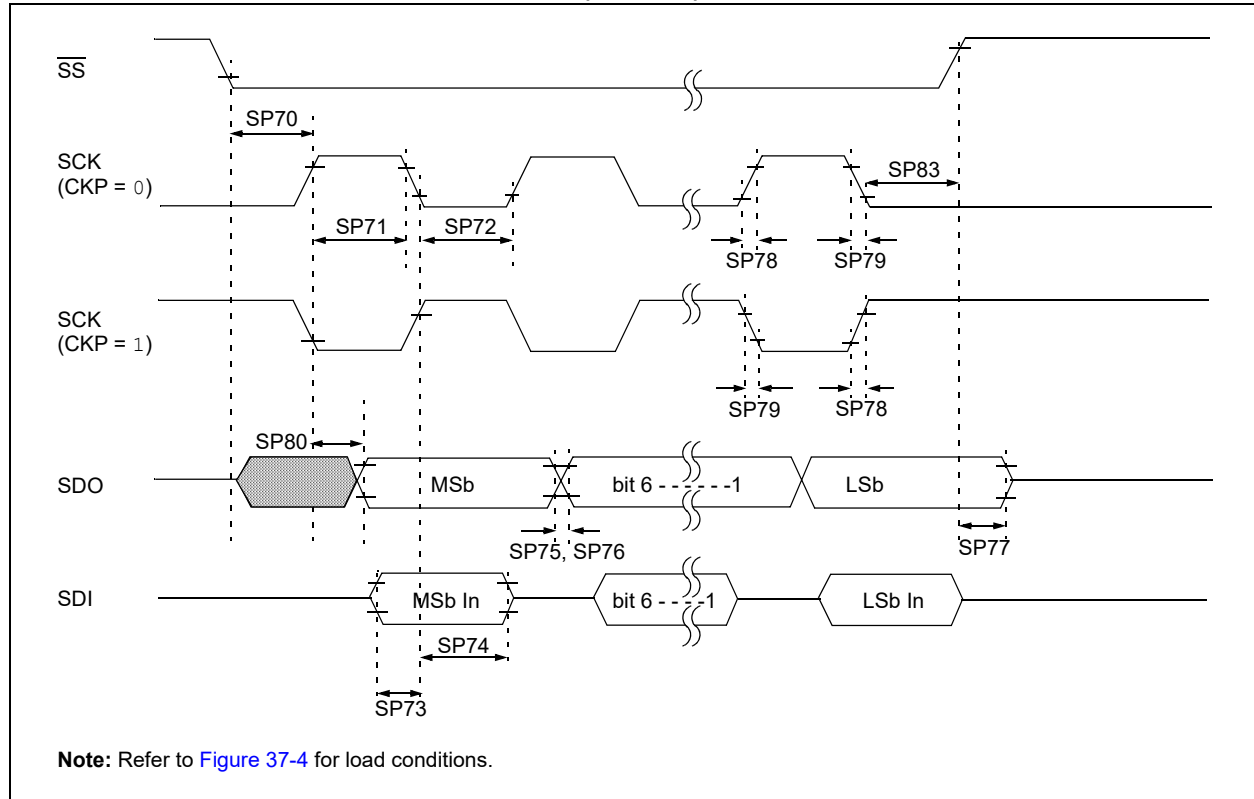 SS
SP70
SCK
(CKP = 0)
SP83
SP71
SP72
SP78
SP79
SCK
(CKP = 1)
SP79
SP78
SP80
SDO
MSb
bit 6 - - - - - -1
LSb
SP75, SP76
SP77
SDI
MSb In
bit 6 - - - - -1
LSb In
SP74
SP73
Note: Refer to Figure 37-4 for load conditions.